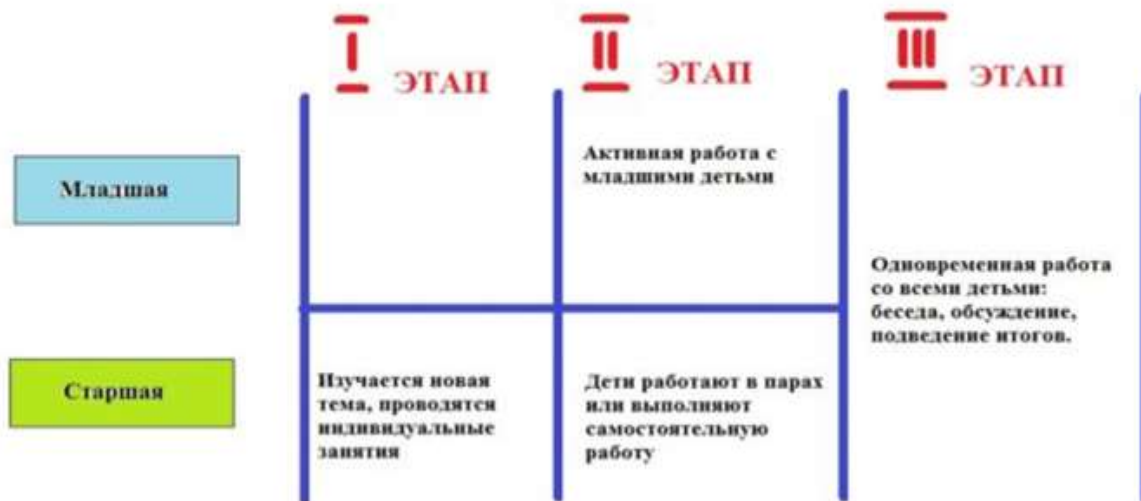 I ЭТАП
II ЭТАП
III ЭТАП
Младшая
Активная работа с
младшими детьми
Одновременная работа
со всеми детьми:
беседа, обсуждение,
подведение итогов.
Старшая
Изучается новая
тема, проводятся
индивидуальные
занятия
Дети работают в парах
или выполняют
самостоятельную
работу